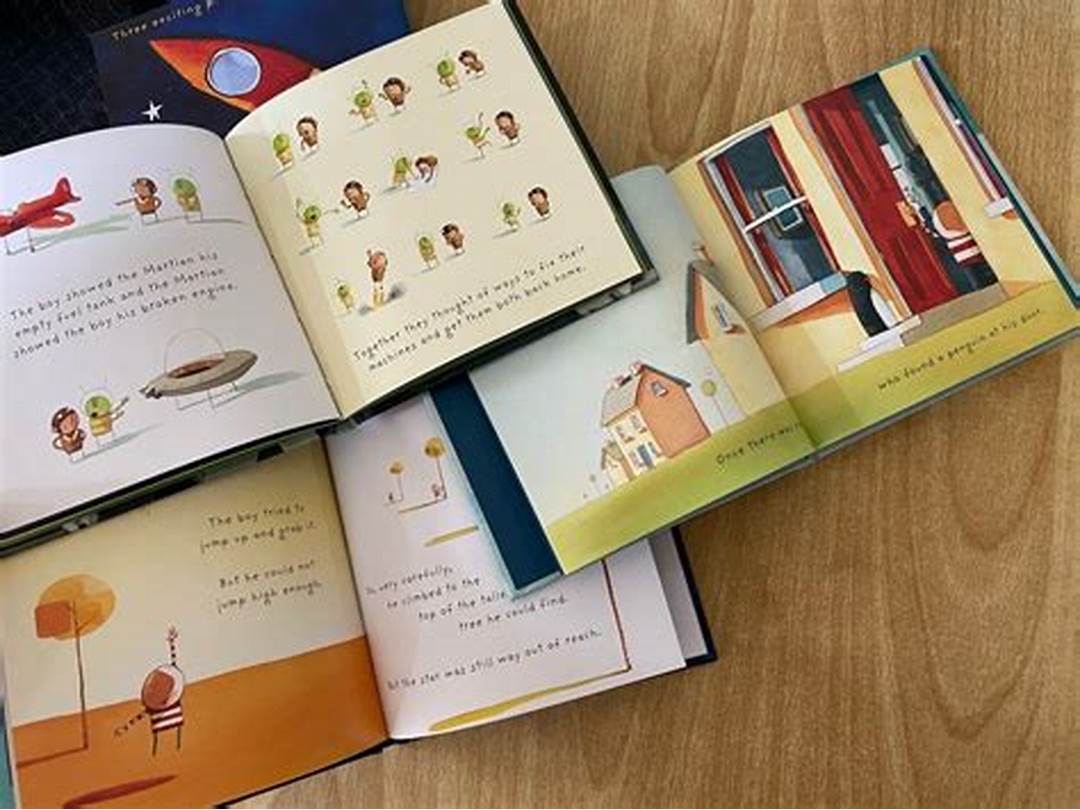 Three exciting
The boy showed the Martian his
empty fuel tank and the Martian
showed the boy his broken engine.
Together they thought of ways to fix their
machines and get them both back home.
Once there was
who found a penguin at his door.
The boy tried to
jump up and grab it.
But he could not
jump high enough.
very carefully,
he climbed to the
top of the
tree he could find.
the star was still way out of reach.